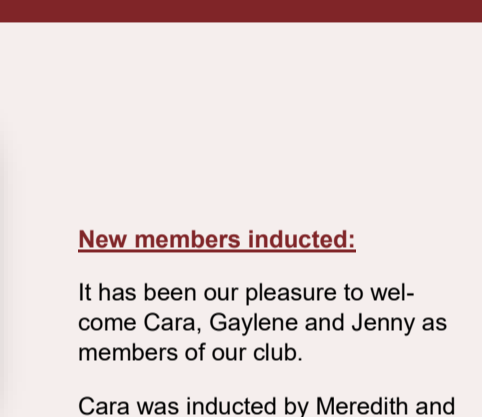 New members inducted:
It has been our pleasure to wel-
come Cara, Gaylene and Jenny as
members of our club.
Cara was inducted by Meredith and